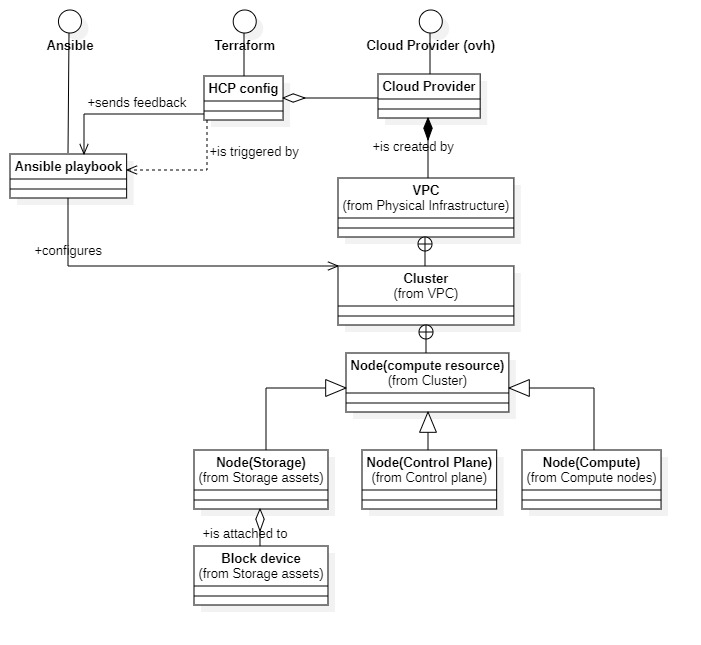 Ansible
Terraform
Cloud Provider (ovh)
HCP config
Cloud Provider
+sends feedback
+is triggered by
+is created by
Ansible playbook
VPC
(from Physical Infrastructure)
+configures
Cluster
(from VPC)
Node(compute resource)
(from Cluster)
Node(Storage)
(from Storage assets)
Node(Control Plane)
(from Control plane)
Node(Compute)
(from Compute nodes)
+is attached to
Block device
(from Storage assets)